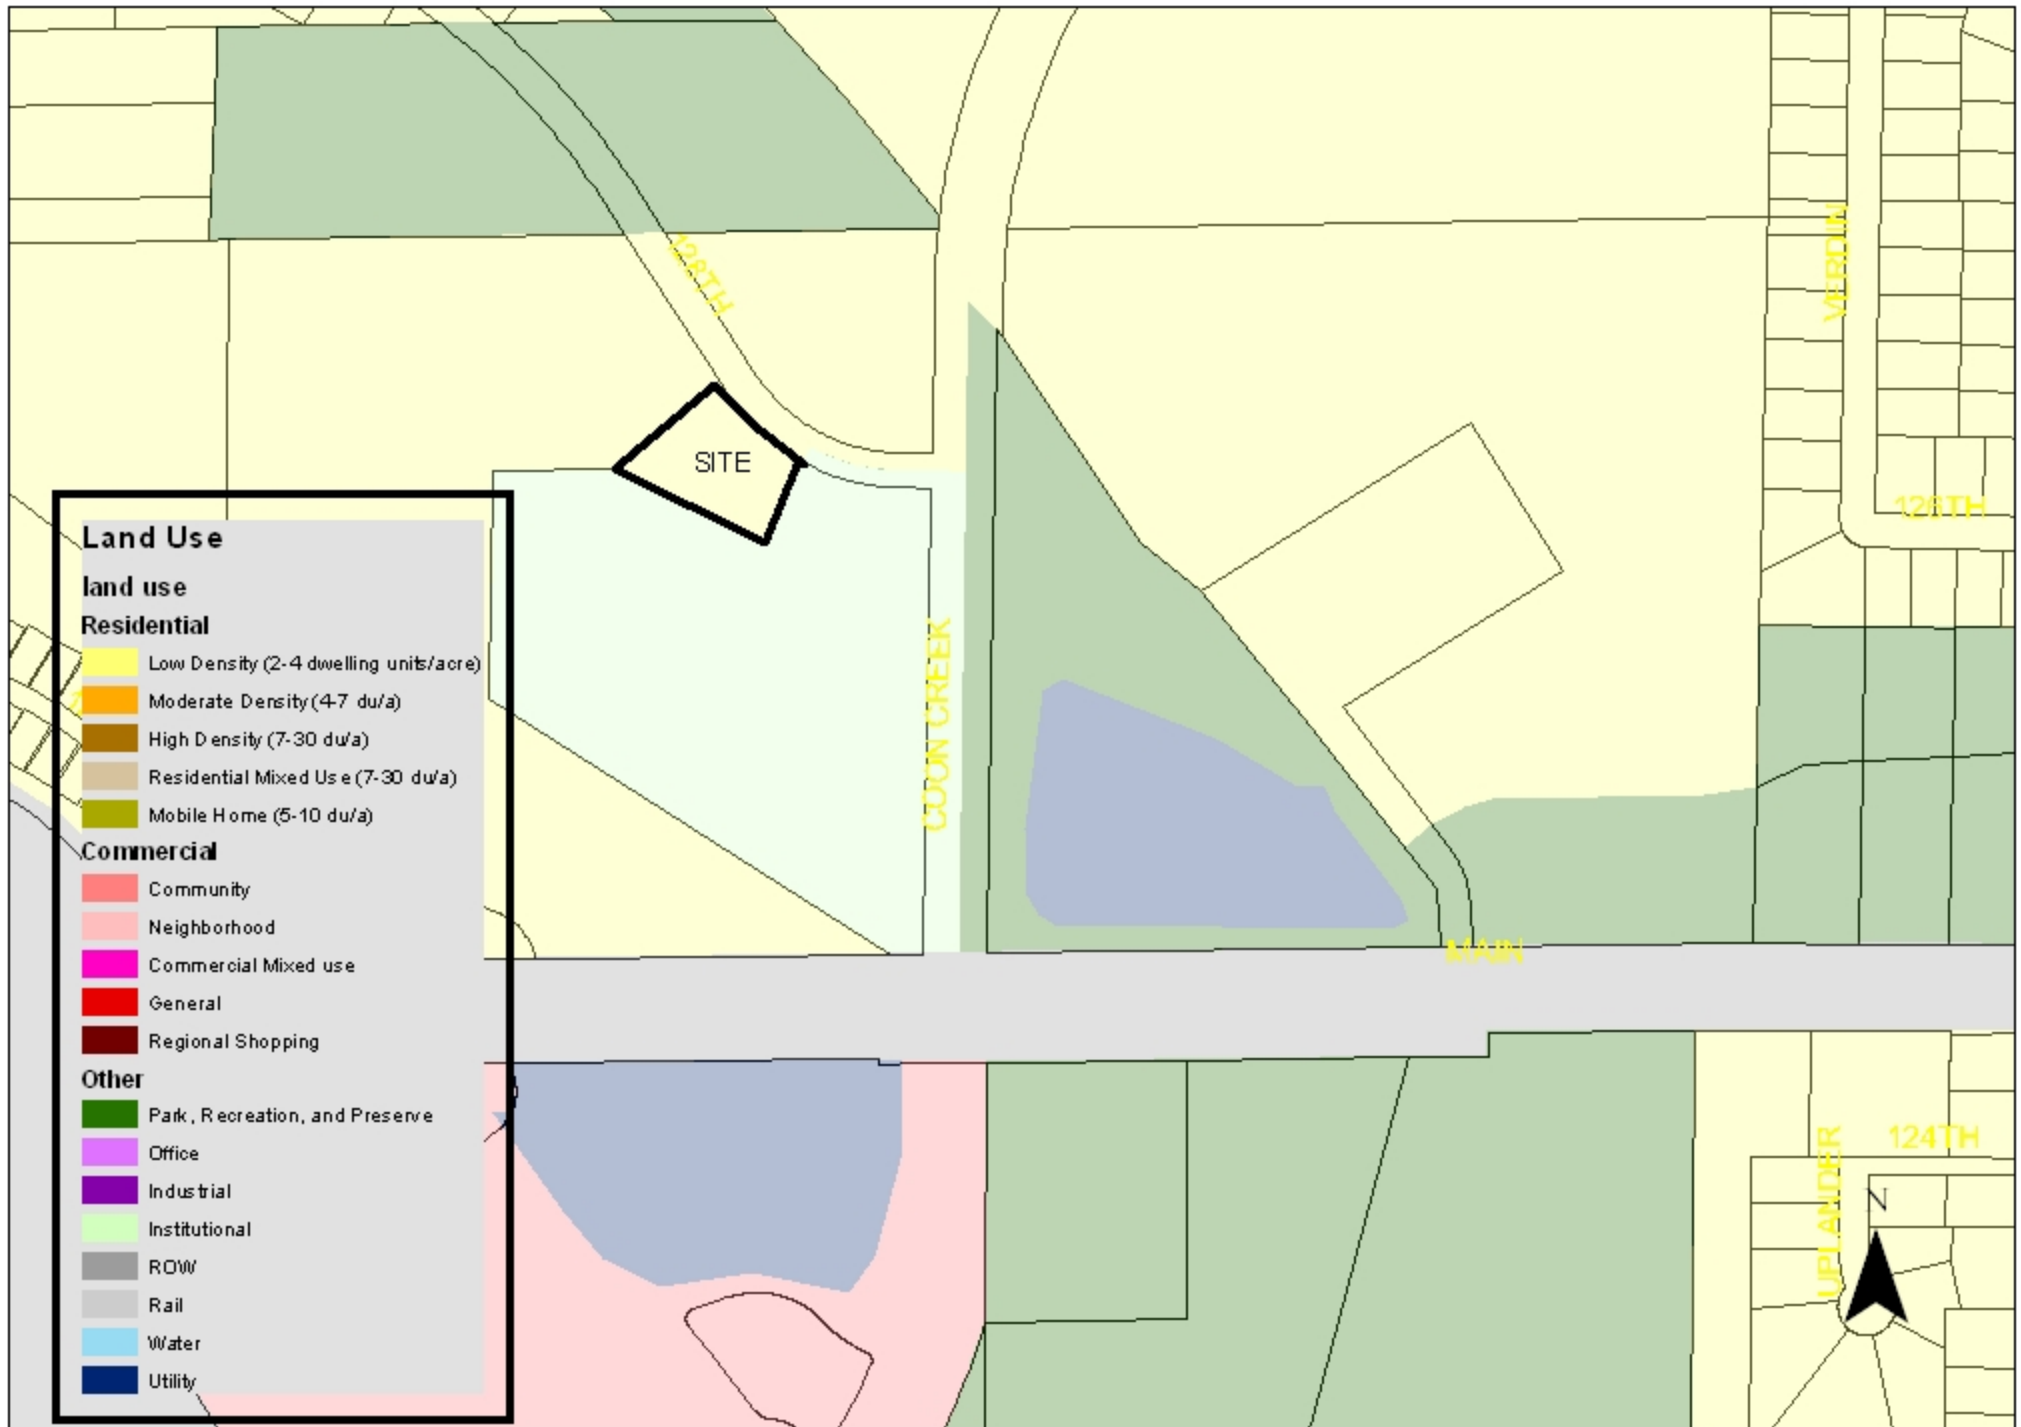 128TH
VERDIN
SITE
126TH
COON CREEK
MAIN
124TH
UPLANDER
N
Land Use
land use
Residential
Low Density (2-4 dwelling units/acre)
Moderate Density (4-7 du/a)
High Density (7-30 du/a)
Residential Mixed Use (7-30 du/a)
Mobile Home (5-10 du/a)
Commercial
Community
Neighborhood
Commercial Mixed use
General
Regional Shopping
Other
Park, Recreation, and Preserve
Office
Industrial
Institutional
ROW
Rail
Water
Utility